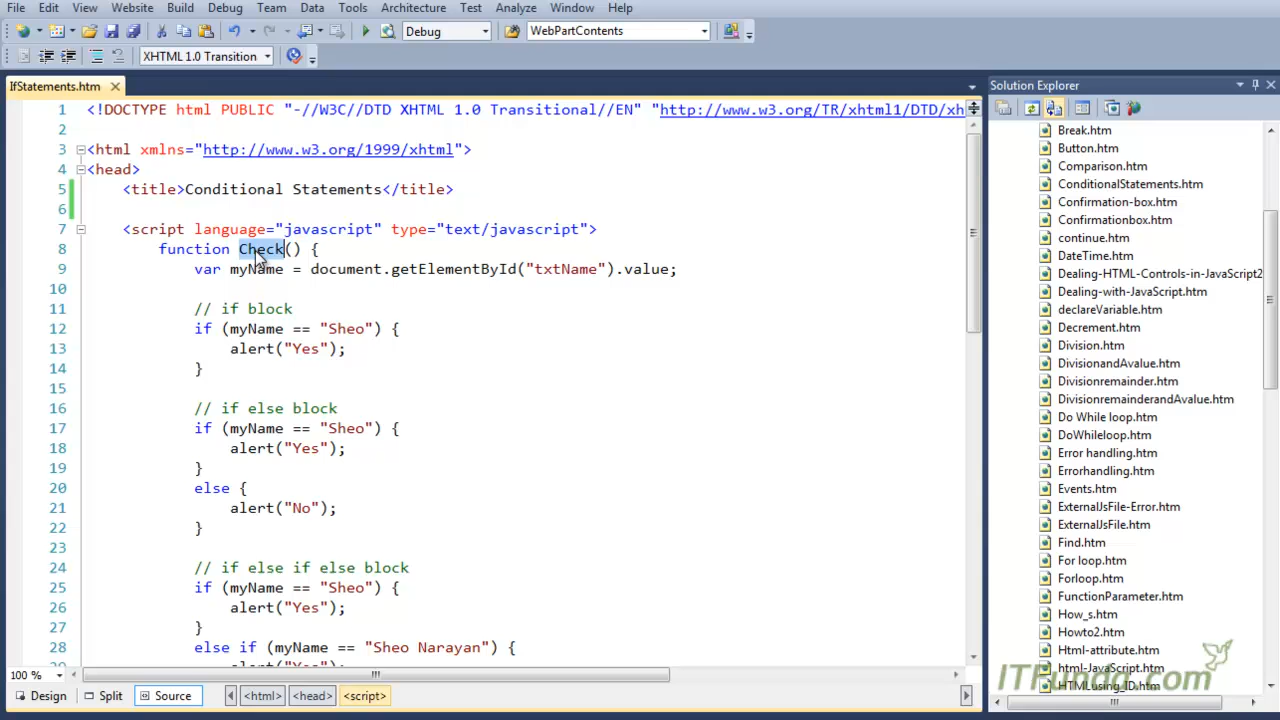 File Edit View Website Build Debug Team Data Tools Architecture Test Analyze Window Help
Debug WebPartContents
XHTML 1.0 Transition
IfStatements.htm
1 <!DOCTYPE html PUBLIC "-//W3C//DTD XHTML 1.0 Transitional//EN" "http://www.w3.org/TR/xhtml1/DTD/xh
2
3 <html xmlns="http://www.w3.org/1999/xhtml">
4 <head>
5 <title>Conditional Statements</title>
6
7 <script language="javascript" type="text/javascript">
8 function Check() {
9 var myName = document.getElementById("txtName").value;
10
11 // if block
12 if (myName == "Sheo") {
13 alert("Yes");
14 }
15
16 // if else block
17 if (myName == "Sheo") {
18 alert("Yes");
19 }
20 else {
21 alert("No");
22 }
23
24 // if else if else block
25 if (myName == "Sheo") {
26 alert("Yes");
27 }
28 else if (myName == "Sheo Narayan") {
100 %
Design Split Source <html> <head> <script>
Solution Explorer
Break.htm
Button.htm
Comparison.htm
ConditionalStatements.htm
Confirmation-box.htm
Confirmationbox.htm
continue.htm
DateTime.htm
Dealing-HTML-Controls-in-JavaScript2
Dealing-with-JavaScript.htm
declareVariable.htm
Decrement.htm
Division.htm
DivisionandAvalue.htm
Divisionremainder.htm
DivisionremainderandAvalue.htm
Do While loop.htm
DoWhileloop.htm
Error handling.htm
Errorhandling.htm
Events.htm
ExternalJsFile-Error.htm
ExternalJsFile.htm
Find.htm
For loop.htm
Forloop.htm
FunctionParameter.htm
How_s.htm
Howto2.htm
Html-attribute.htm
html-JavaScript.htm
HTMLusing_ID.htm
ITFunda.com